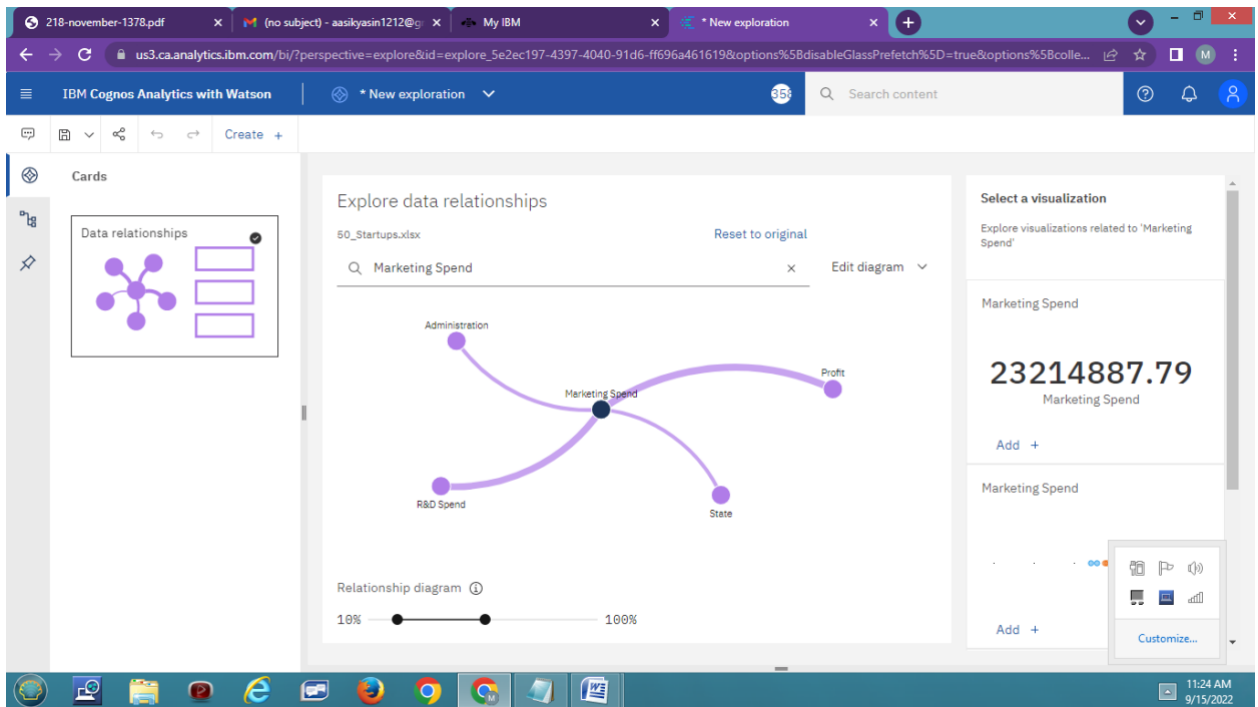 218-november-1378.pdf
(no subject) - aasikyasin1212@g
My IBM
* New exploration
us3.ca.analytics.ibm.com/bi/?perspective=explore&id=explore_5e2ec197-4397-4040-91d6-ff696a461619&options%5BdisableGlassPrefetch%5D=true&options%5Bcolle...
M
IBM Cognos Analytics with Watson
* New exploration
Search content
Create +
Cards
Data relationships
Explore data relationships
50_Startups.xlsx
Reset to original
Marketing Spend
Edit diagram
Administration
Profit
Marketing Spend
R&D Spend
State
Relationship diagram
10%
100%
Select a visualization
Explore visualizations related to 'Marketing
Spend'
Marketing Spend
23214887.79
Marketing Spend
Add +
Marketing Spend
Add +
Customize...
11:24 AM
9/15/2022